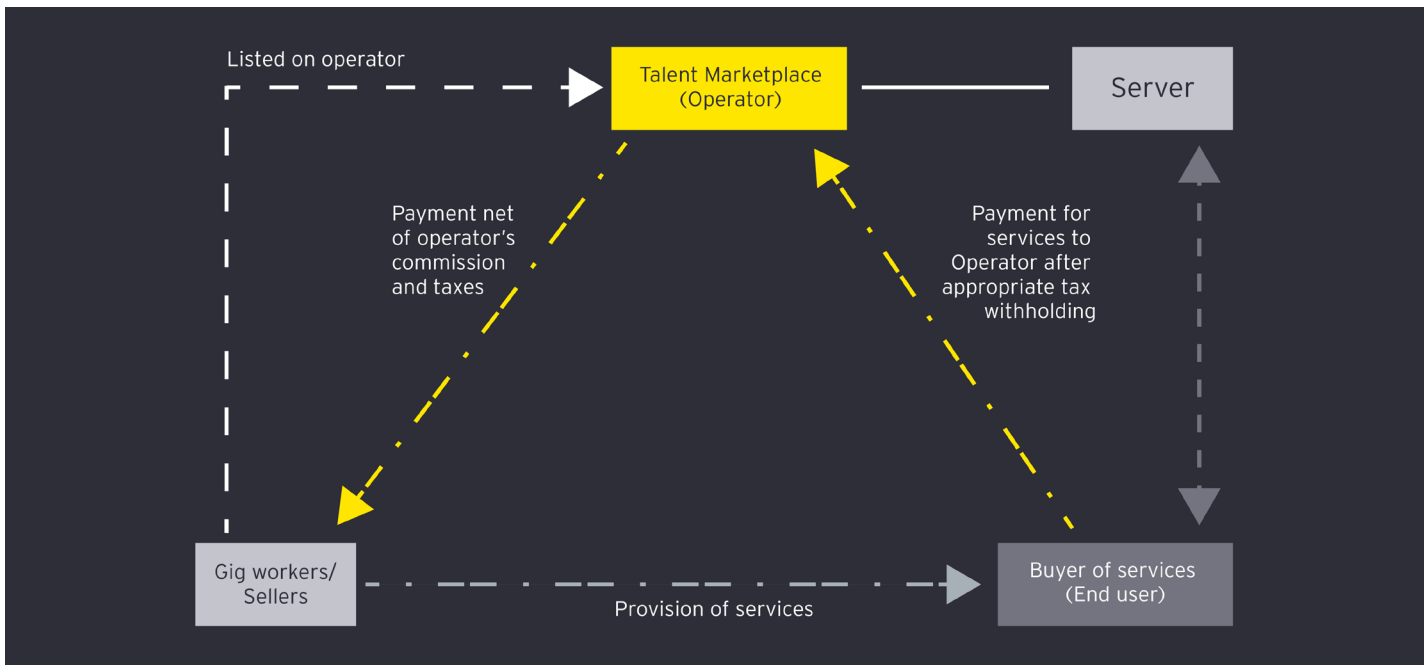 Listed on operator
Talent Marketplace
(Operator)
Server
Payment net
of operator's
commission
and taxes
Payment for
services to
Operator after
appropriate tax
withholding
Gig workers/
Sellers
Provision of services
Buyer of services
(End user)